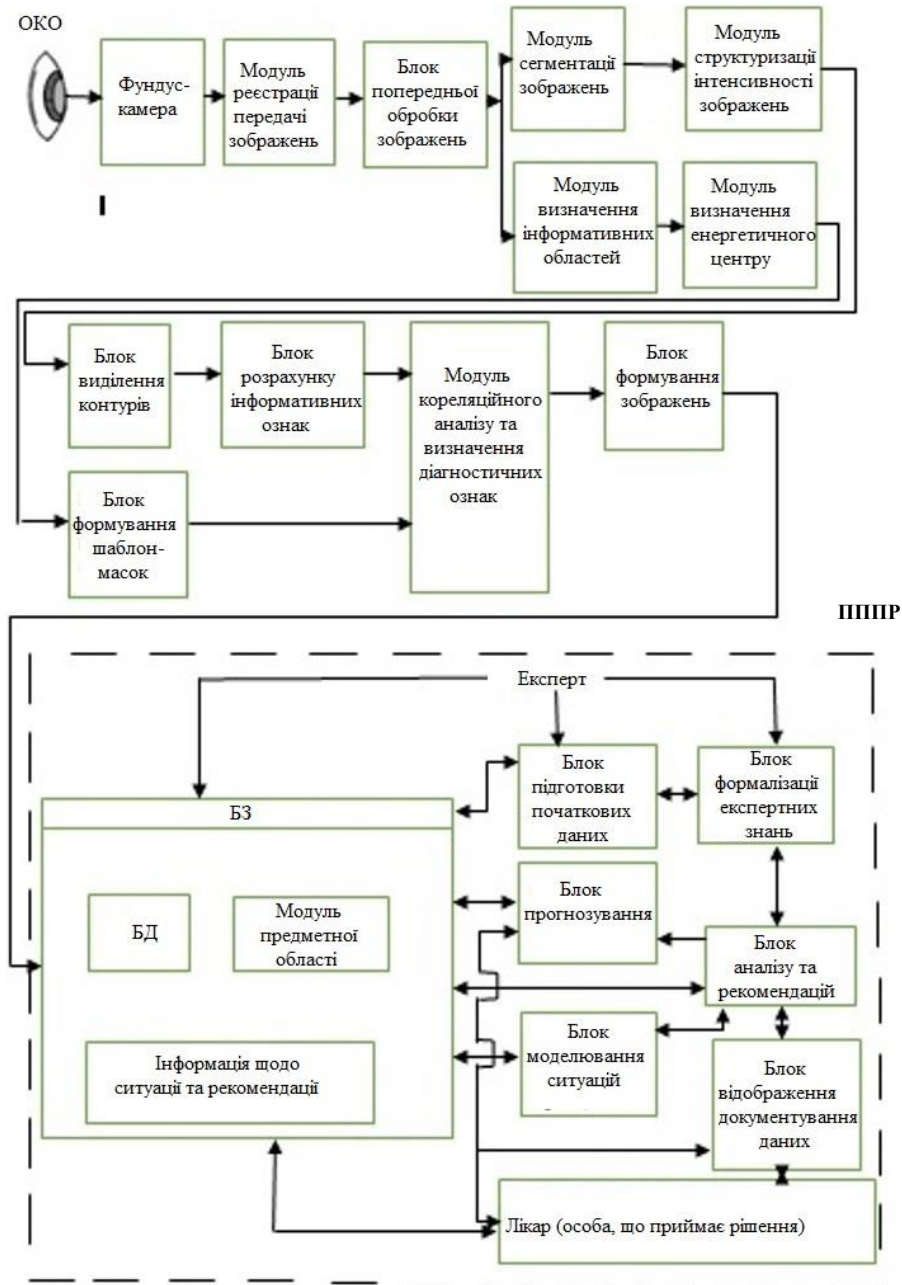 ОКО
Фундус-
камера
Модуль
реєстрації
передачі
зображень
Блок
попередньої
обробки
зображень
Модуль
сегментації
зображень
Модуль
структуризації
інтенсивності
зображень
Модуль
визначення
інформативних
областей
Модуль
визначення
енергетичного
центру
Блок
виділення
контурів
Блок
розрахунку
інформативних
ознак
Модуль
кореляційного
аналізу та
визначення
діагностичних
ознак
Блок
формування
зображень
Блок
формування
шаблон-
масок
ПППР
Експерт
Блок
підготовки
початкових
даних
Блок
формалізації
експертних
знань
БЗ
БД
Модуль
предметної
області
Інформація щодо
ситуації та рекомендації
Блок
прогнозування
Блок
аналізу та
рекомендацій
Блок
моделювання
ситуацій
Блок
відображення
документування
даних
Лікар (особа, що приймає рішення)